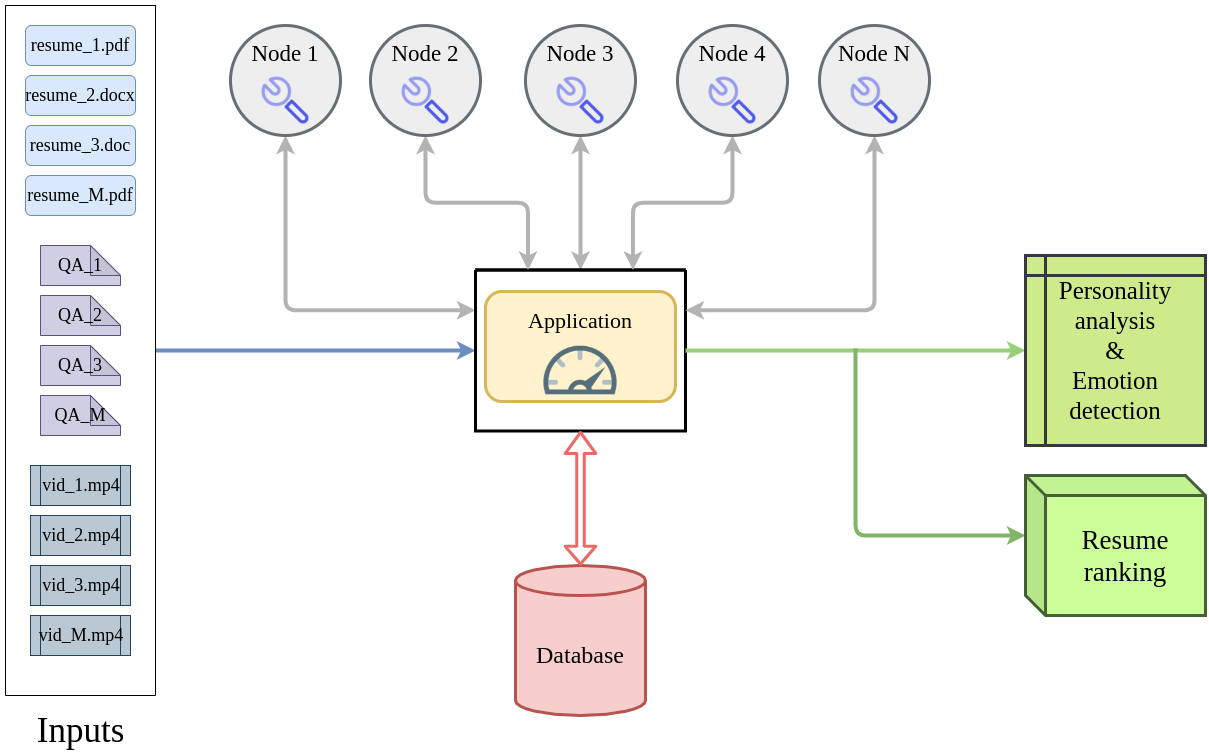 resume_1.pdf
resume_2.docx
resume_3.doc
resume_M.pdf
QA_1
QA_2
QA_3
QA_M
vid_1.mp4
vid_2.mp4
vid_3.mp4
vid_M.mp4
Inputs
Node 1
Node 2
Node 3
Node 4
Node N
Application
Database
Personality
analysis
&
Emotion
detection
Resume
ranking